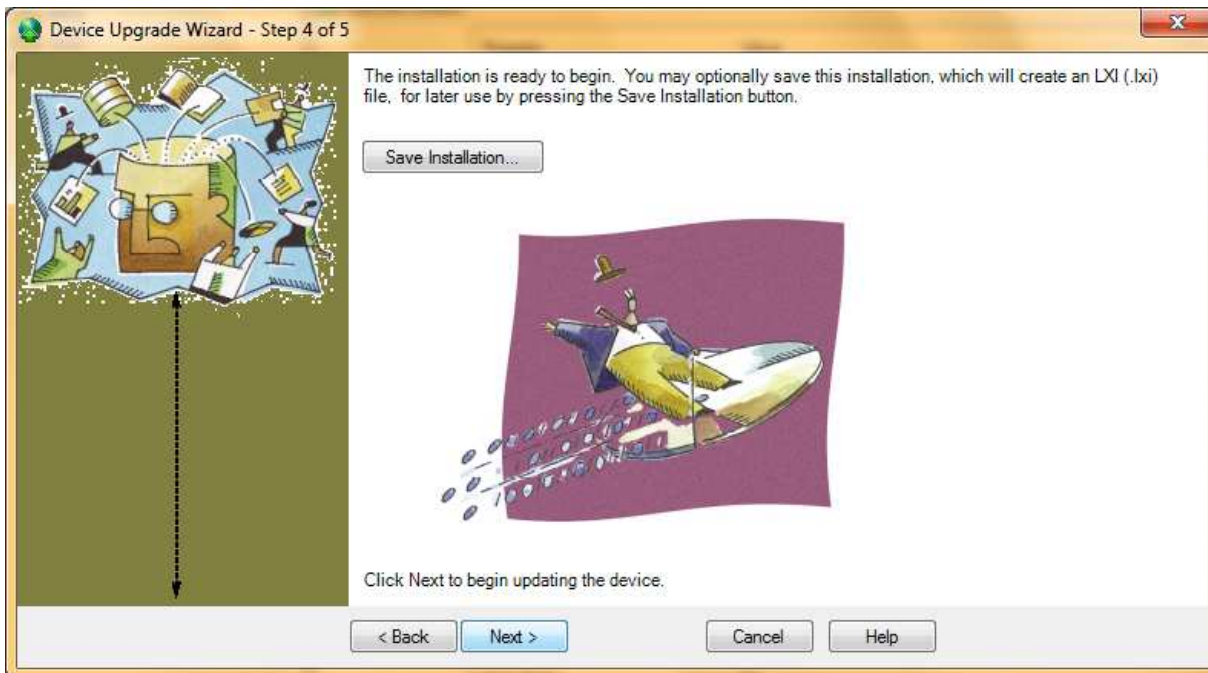 Device Upgrade Wizard - Step 4 of 5
The installation is ready to begin. You may optionally save this installation, which will create an LXI (.lxi)
file, for later use by pressing the Save Installation button.
Save Installation...
Click Next to begin updating the device.
< Back
Next >
Cancel
Help